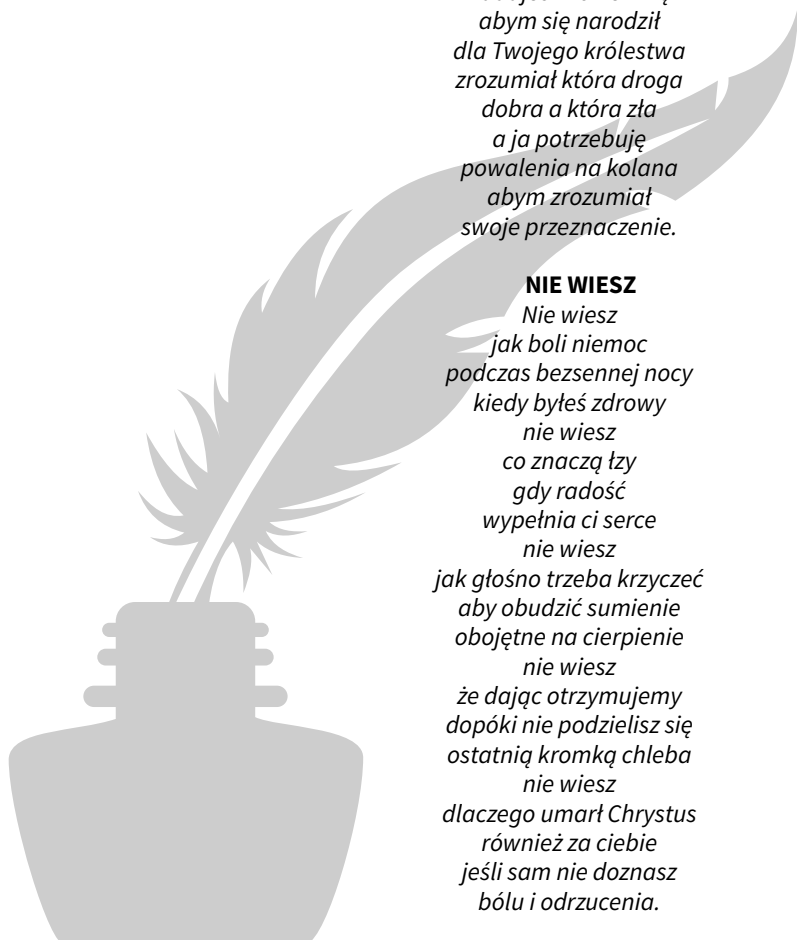 abym się narodził
dla Twojego królestwa
zrozumiał która droga
dobra a która zła
a ja potrzebuję
powalenia na kolana
abym zrozumiał
swoje przeznaczenie.
NIE WIESZ
Nie wiesz
jak boli niemoc
podczas bezsennej nocy
kiedy byłeś zdrowy
nie wiesz
co znaczą łzy
gdy radość
wypełnia ci serce
nie wiesz
jak głośno trzeba krzyczeć
aby obudzić sumienie
obojętne na cierpienie
nie wiesz
że dając otrzymujemy
dopóki nie podzielisz się
ostatnią kromką chleba
nie wiesz
dlaczego umarł Chrystus
również za ciebie
jeśli sam nie doznasz
bólu i odrzucenia.